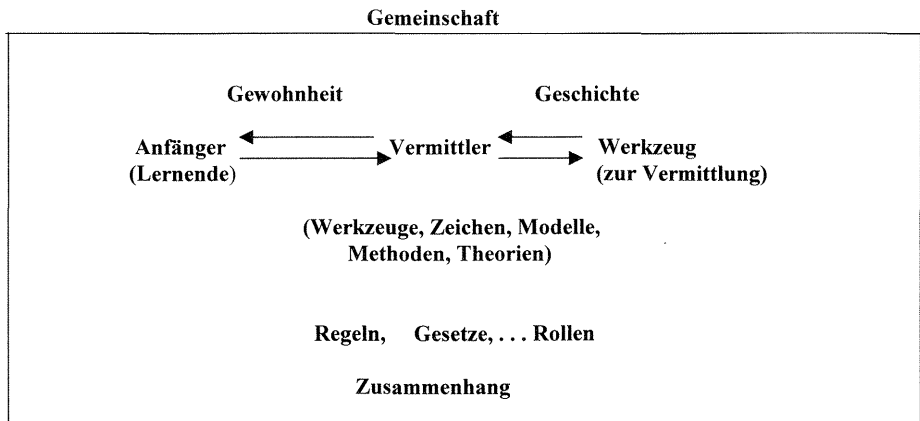 Gemeinschaft
Gewohnheit Geschichte
Anfänger Vermittler Werkzeug
(Lernende) (zur Vermittlung)
(Werkzeuge, Zeichen, Modelle,
Methoden, Theorien)
Regeln, Gesetze, . . . Rollen
Zusammenhang